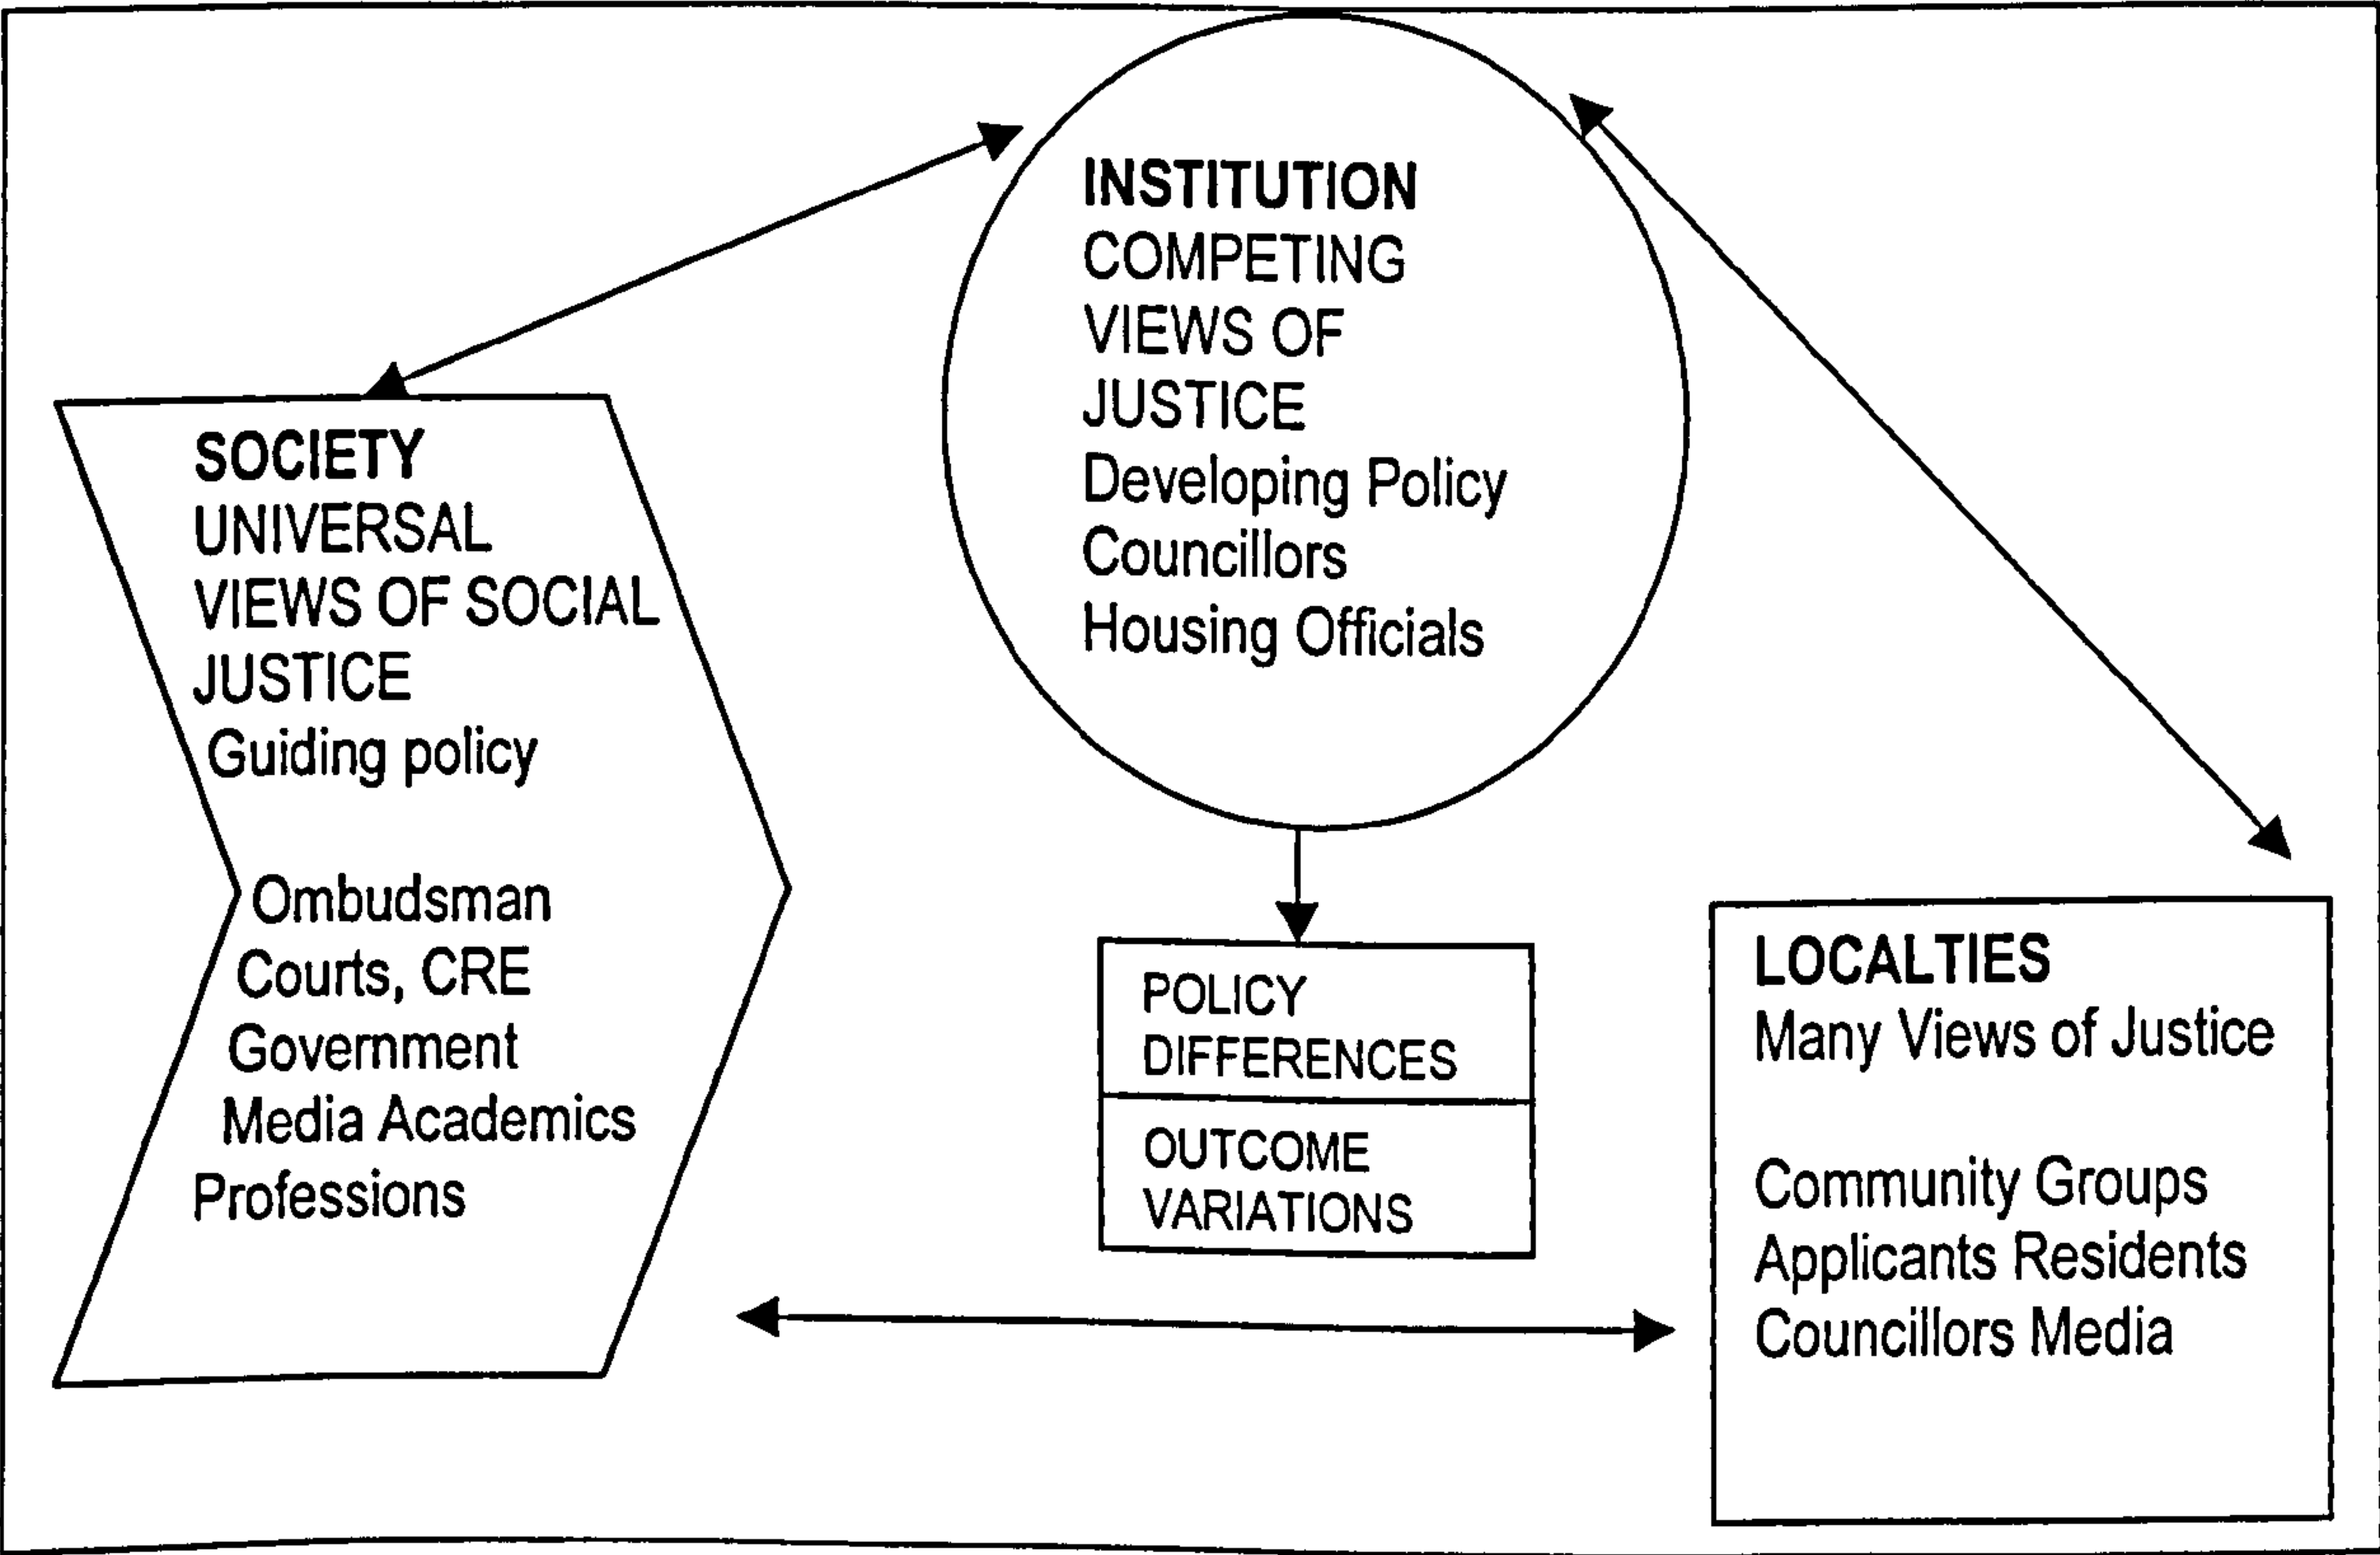 INSTITUTION
COMPETING
VIEWS OF
JUSTICE
Developing Policy
Councillors
Housing Officials
SOCIETY
UNIVERSAL
VIEWS OF SOCIAL
JUSTICE
Guiding policy
Ombudsman
Courts, CRE
Government
Media Academics
Professions
POLICY
DIFFERENCES
OUTCOME
VARIATIONS
LOCALTIES
Many Views of Justice
Community Groups
Applicants Residents
Councillors Media